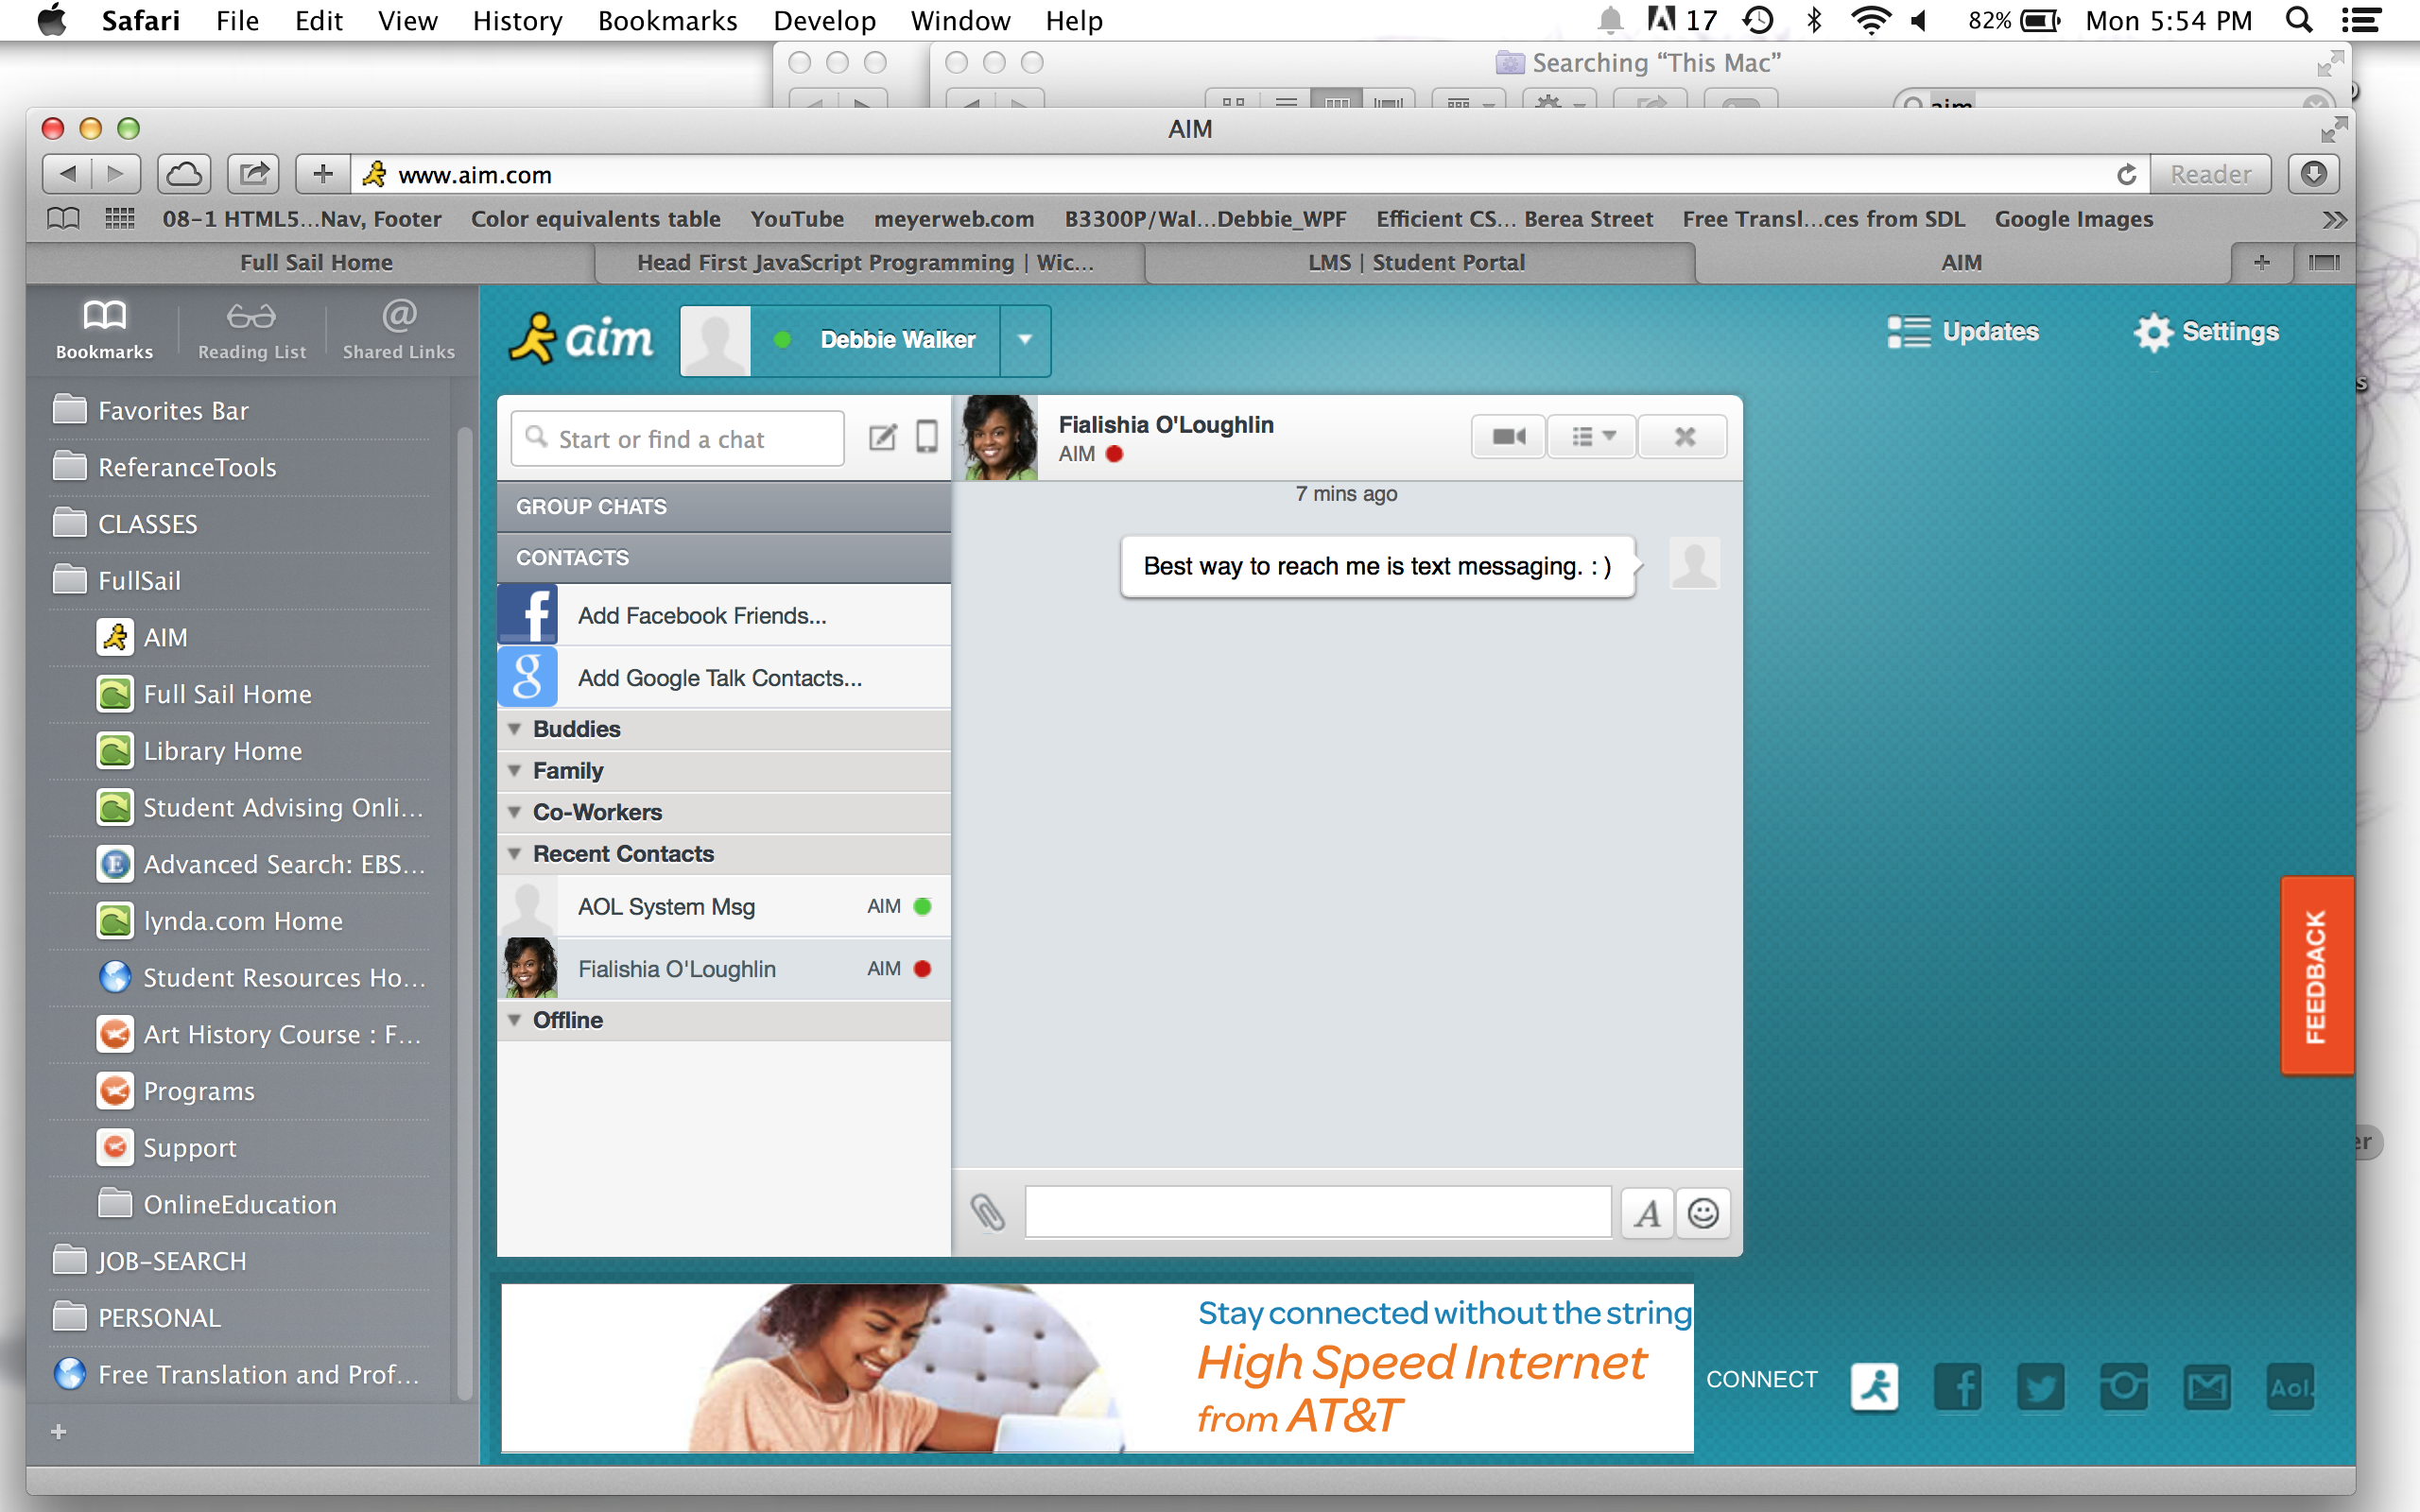 Safari File Edit View History Bookmarks Develop Window Help 17 82% Mon 5:54 PM
Searching “This Mac”
aim
AIM
www.aim.com Reader
08-1 HTML5...Nav, Footer Color equivalents table YouTube meyerweb.com B3300P/Wal...Debbie_WPF Efficient CS... Berea Street Free Transl...ces from SDL Google Images
Full Sail Home Head First JavaScript Programming | Wic... LMS | Student Portal AIM
Bookmarks Reading List Shared Links
Favorites Bar
ReferanceTools
CLASSES
FullSail
AIM
Full Sail Home
Library Home
Student Advising Onli...
Advanced Search: EBS...
lynda.com Home
Student Resources Ho...
Art History Course : F...
Programs
Support
OnlineEducation
JOB-SEARCH
PERSONAL
Free Translation and Prof...
aim Debbie Walker Updates Settings
Start or find a chat
GROUP CHATS
CONTACTS
Add Facebook Friends...
Add Google Talk Contacts...
Buddies
Family
Co-Workers
Recent Contacts
AOL System Msg AIM
Fialishia O'Loughlin AIM
Offline
Fialishia O'Loughlin
AIM
7 mins ago
Best way to reach me is text messaging. : )
FEEDBACK
Stay connected without the string
High Speed Internet
from AT&T
CONNECT
Aol.